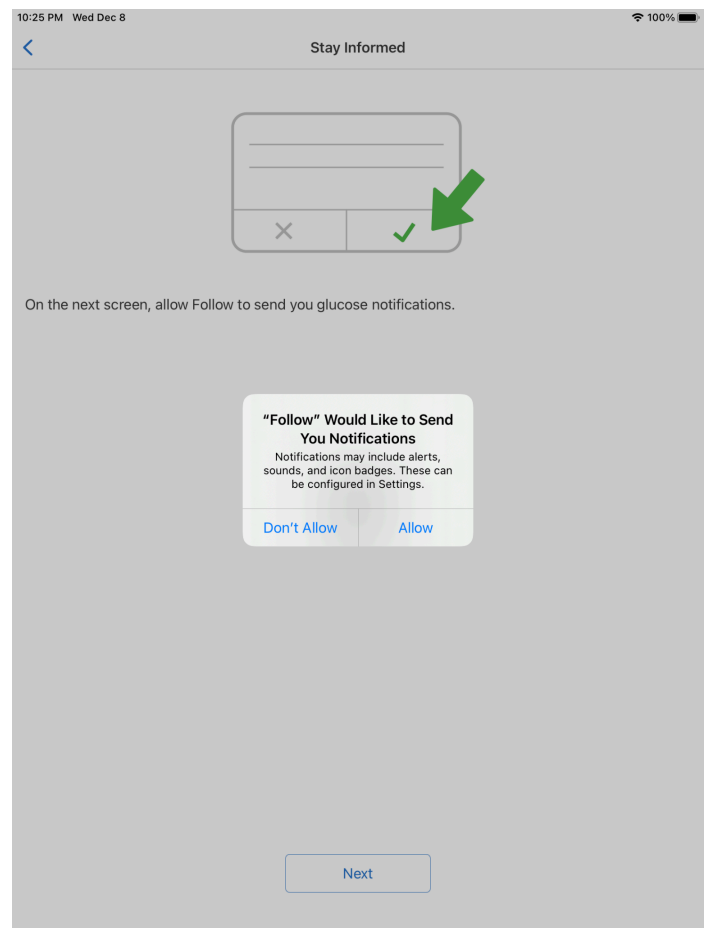 10:25 PM Wed Dec 8
100%
Stay Informed
On the next screen, allow Follow to send you glucose notifications.
“Follow” Would Like to Send
You Notifications
Notifications may include alerts,
sounds, and icon badges. These can
be configured in Settings.
Don’t Allow
Allow
Next